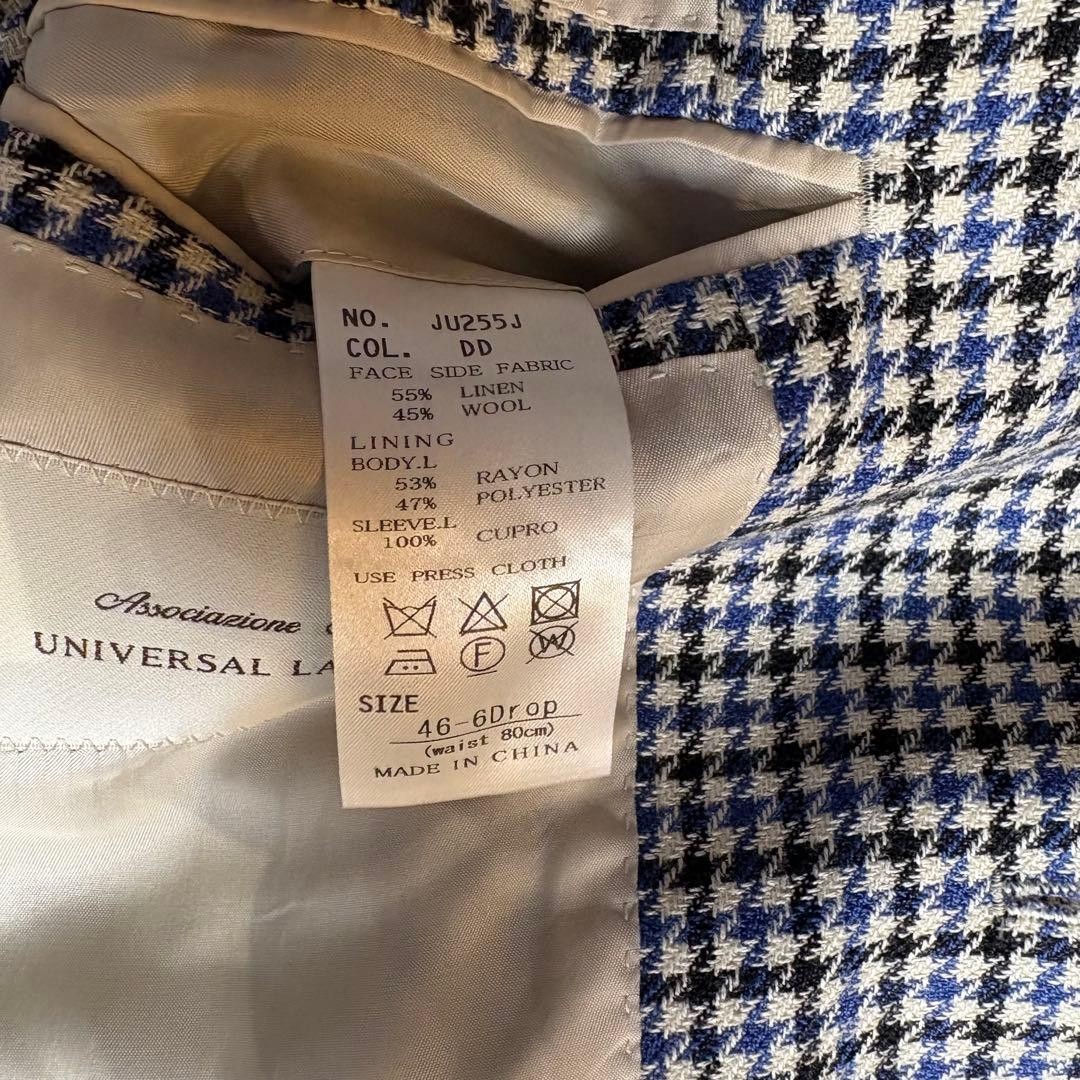 NO. JU255J
COL. DD
FACE SIDE FABRIC
55% LINEN
45% WOOL
LINING
BODY.L
53% RAYON
47% POLYESTER
SLEEVE.L
100% CUPRO
USE PRESS CLOTH
F
W
SIZE
46-6Drop
(waist 80cm)
MADE IN CHINA
Associazione
UNIVERSAL LA